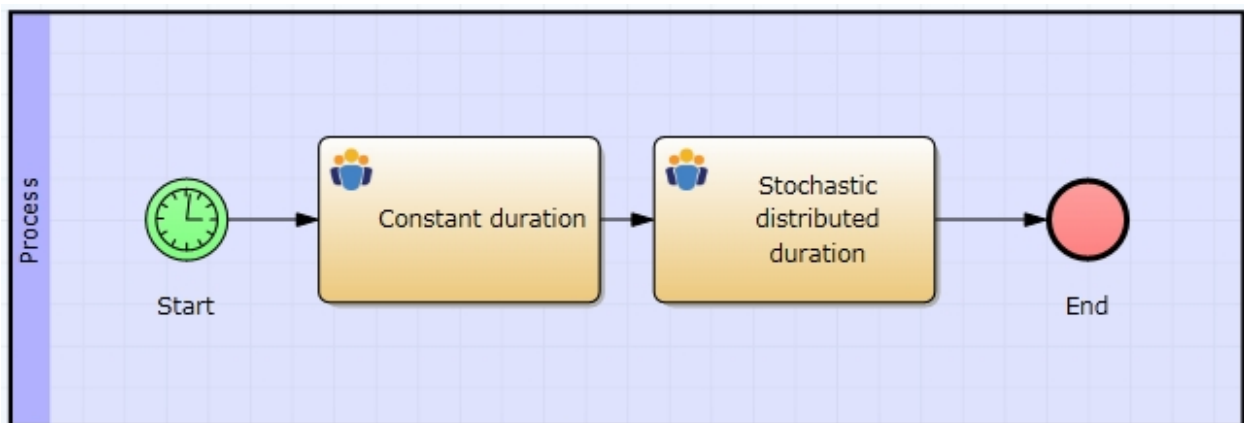 Process
Start
Constant duration
Stochastic
distributed
duration
End